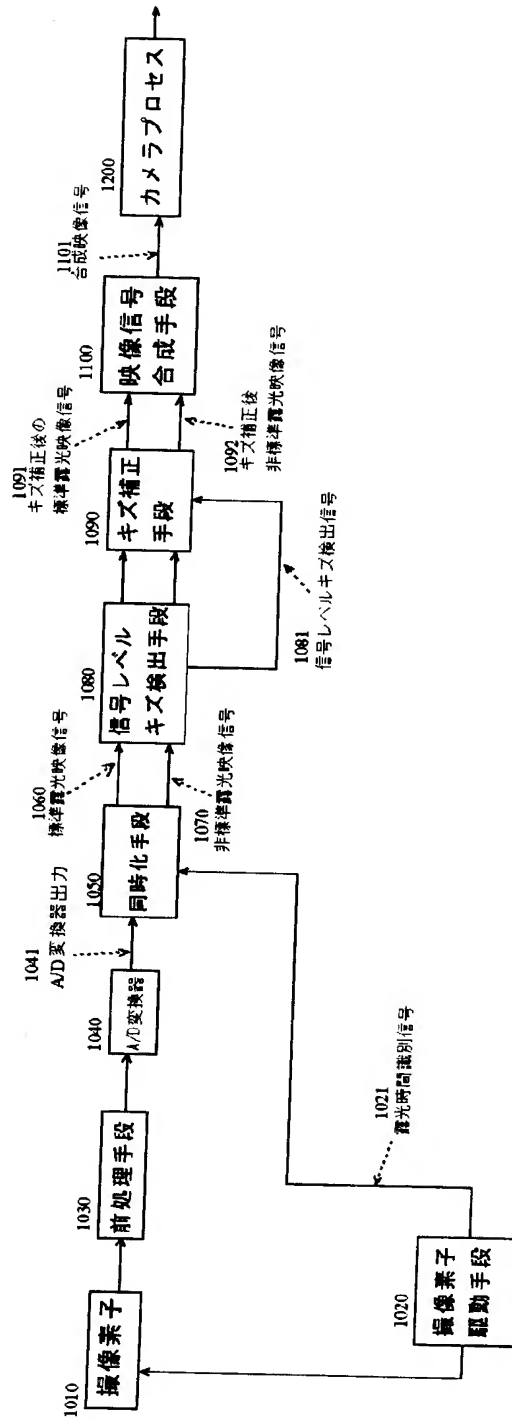 1010
撮像素子
1020
撮像素子
駆動手段
1021
露光時間識別信号
1030
前処理手段
1040
A/D変換器
1041
A/D変換器出力
1050
同時化手段
1060
標準露光映像信号
1070
非標準露光映像信号
1080
信号レベル
キズ検出手段
1081
信号レベルキズ検出信号
1090
キズ補正
手段
1091
キズ補正後の
標準露光映像信号
1092
キズ補正後
非標準露光映像信号
1100
映像信号
合成手段
1101
合成映像信号
1200
カメラプロセス